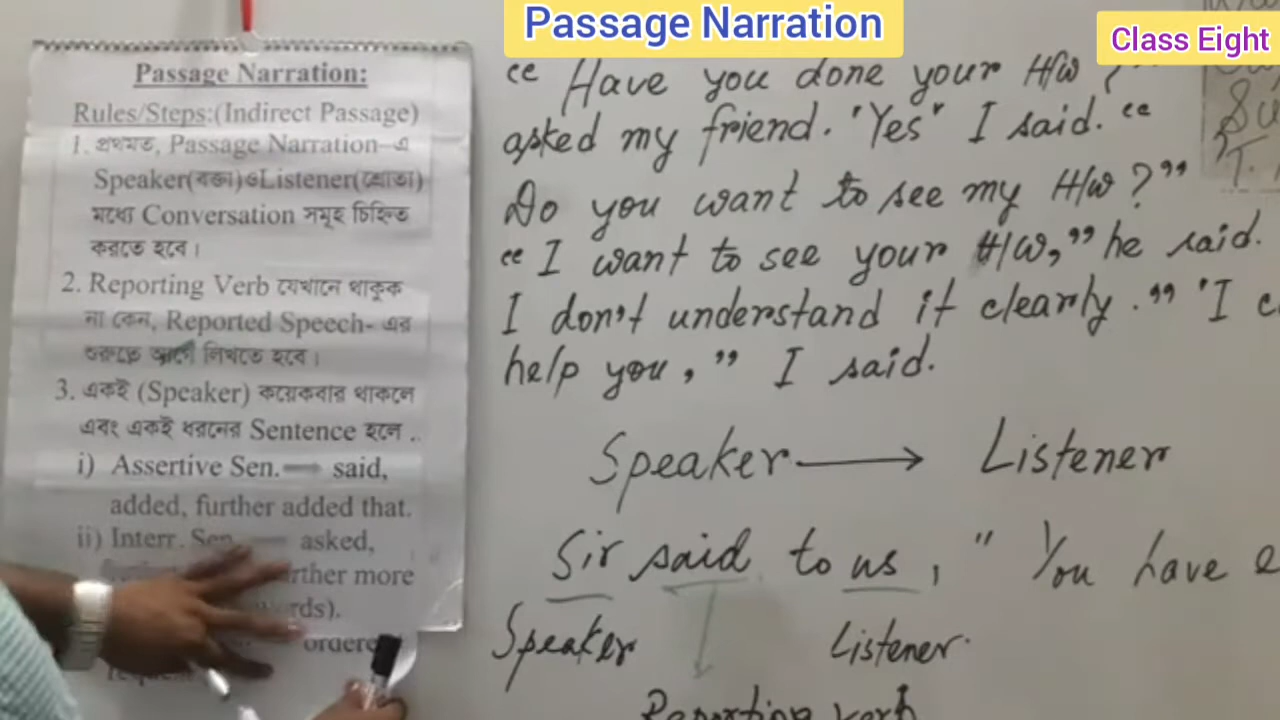 Passage Narration
Class Eight
Passage Narration:
Rules/Steps:(Indirect Passage)
1. প্রথমত, Passage Narration-এ
Speaker(বক্তা)ওListener(শ্রোতা)
মধ্যে Conversation সমূহ চিহ্নিত
করতে হবে।
2. Reporting Verb যেখানে থাকুক
না কেন, Reported Speech- এর
শুরুতে আগে লিখতে হবে।
3. একই (Speaker) কয়েকবার থাকলে
এবং একই ধরনের Sentence হলে ..
i) Assertive Sen. said,
added, further added that.
ii) Interr. Sen. asked,
more
"Have you done your H/W?"
asked my friend. "Yes" I said. "
Do you want to see my H/W?"
"I want to see your H/W," he said.
I don't understand it clearly." "I
help you," I said.
Speaker → Listener
Sir said to us, "You have
Speaker Listener.
Reporting verb